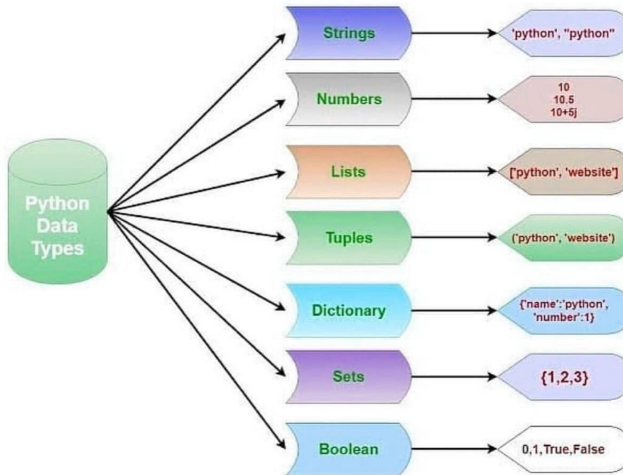 Python
Data
Types
Strings
'python', "python"
Numbers
10
10.5
10+5j
Lists
['python', 'website']
Tuples
('python', 'website')
Dictionary
{'name':'python',
'number':1}
Sets
{1,2,3}
Boolean
0,1,True,False